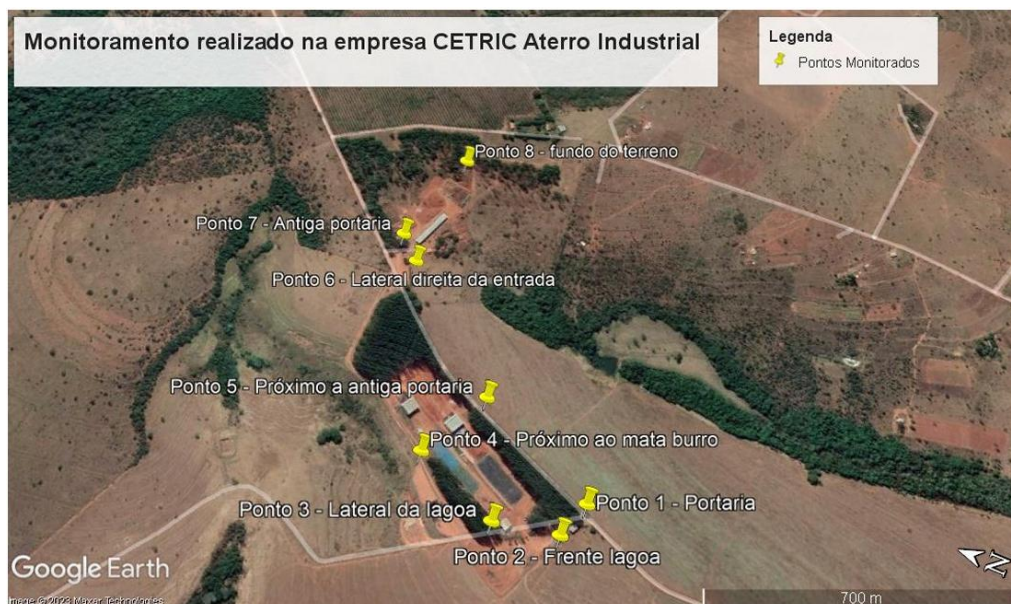 Monitoramento realizado na empresa CETRIC Aterro Industrial
Legenda
Pontos Monitorados
Ponto 8 - fundo do terreno
Ponto 7 - Antiga portaria
Ponto 6 - Lateral direita da entrada
Ponto 5 - Próximo a antiga portaria
Ponto 4 - Próximo ao mata burro
Ponto 3 - Lateral da lagoa
Ponto 1 - Portaria
Ponto 2 - Frente lagoa
Google Earth
Image © 2023 Maxar Technologies
700 m
N